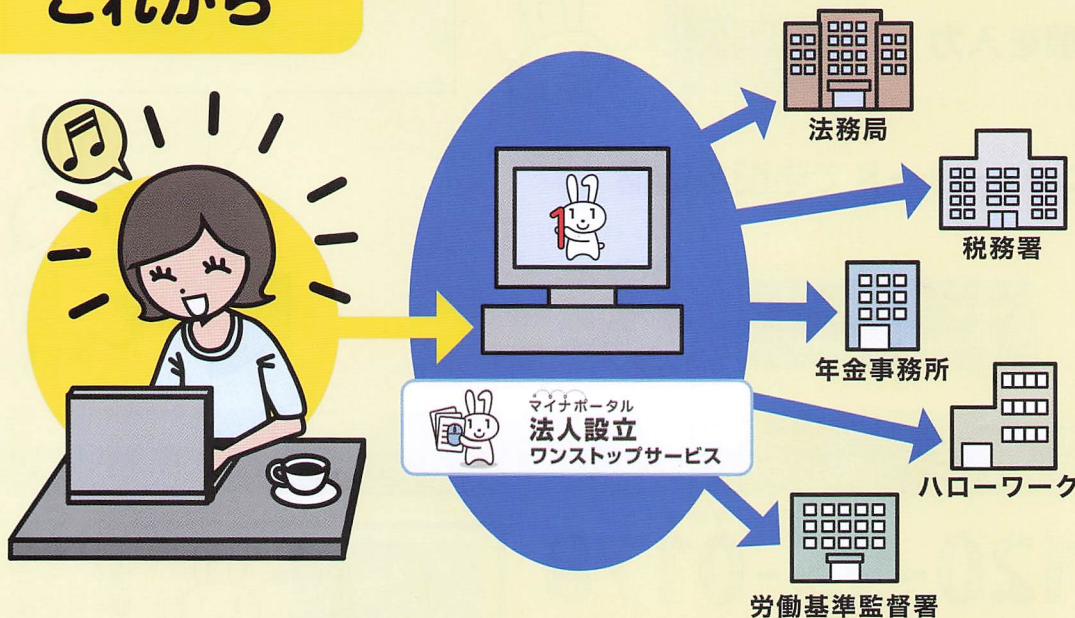 これから
法務局
税務署
年金事務所
ハローワーク
労働基準監督署
マイナポータル
法人設立
ワンストップサービス
1